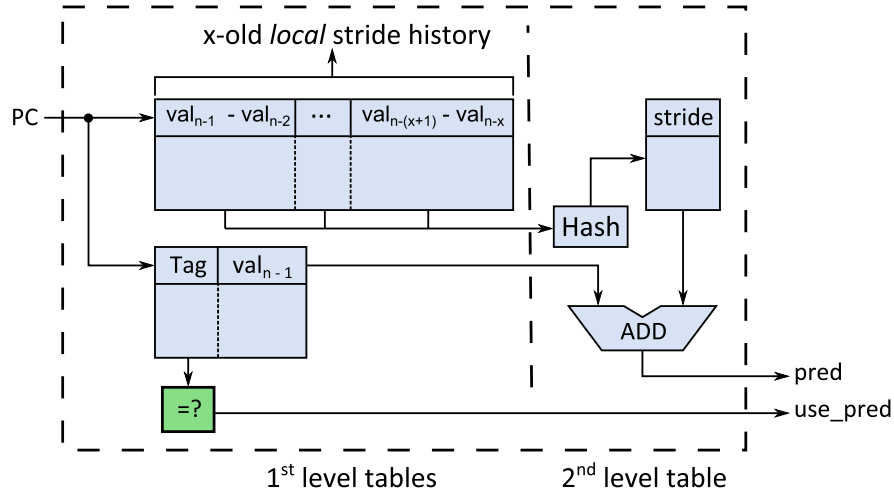 x-old local stride history
PC
valₙ₋₁ - valₙ₋₂ ... valₙ₋₍ₓ₊₁₎ - valₙ₋ₓ
stride
Hash
Tag valₙ ₋ ₁
ADD
pred
=?
use_pred
1ˢᵗ level tables
2ⁿᵈ level table